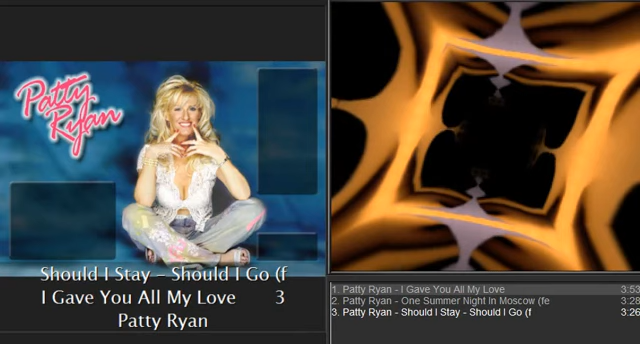 Patty
Ryan
Should I Stay - Should I Go (f
I Gave You All My Love 3
Patty Ryan
1. Patty Ryan - I Gave You All My Love 3:53
2. Patty Ryan - One Summer Night In Moscow (fe 3:28
3. Patty Ryan - Should I Stay - Should I Go (f 3:26